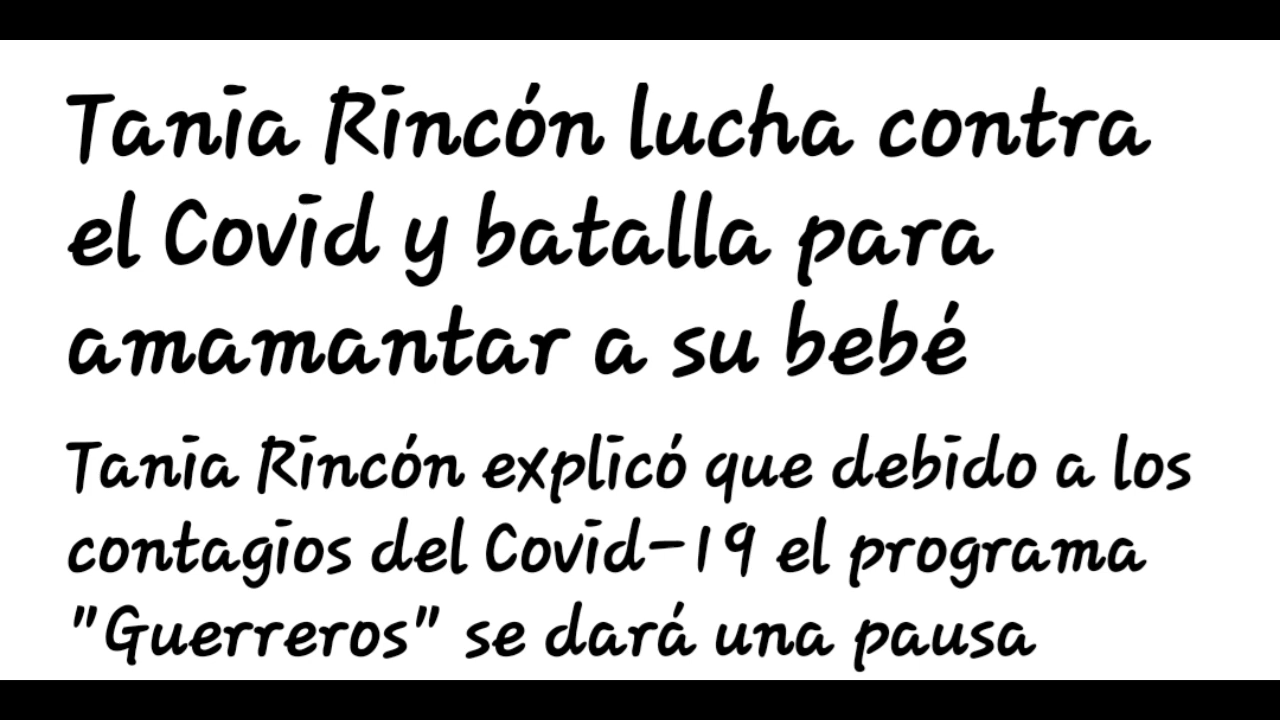 Tania Rincón lucha contra
el Covid y batalla para
amamantar a su bebé
Tania Rincón explicó que debido a los
contagios del Covid-19 el programa
"Guerreros" se dará una pausa